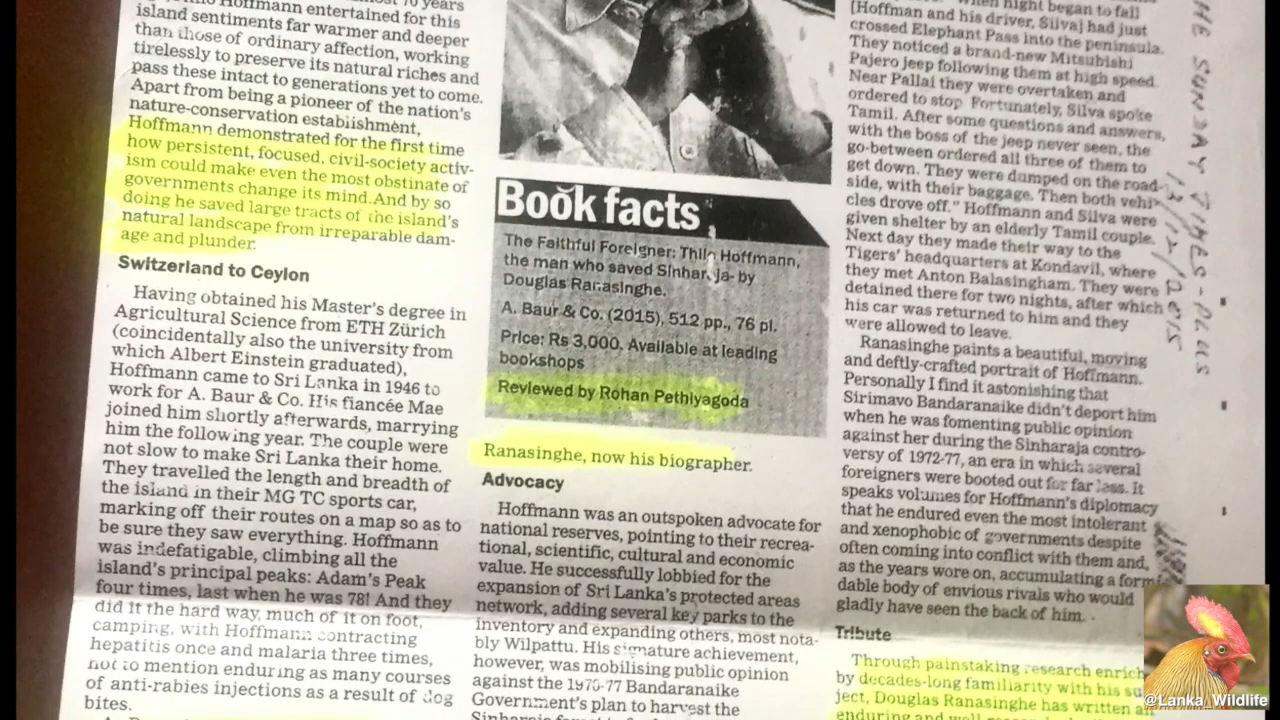 most 70 years
Hoffmann entertained for this
island sentiments far warmer and deeper
than those of ordinary affection, working
tirelessly to preserve its natural riches and
pass these intact to generations yet to come.
Apart from being a pioneer of the nation's
nature-conservation establishment,
Hoffmann demonstrated for the first time
how persistent, focused, civil-society activ-
ism could make even the most obstinate of
governments change its mind. And by so
doing he saved large tracts of the island's
natural landscape from irreparable dam-
age and plunder.
Switzerland to Ceylon
Having obtained his Master's degree in
Agricultural Science from ETH Zürich
(coincidentally also the university from
which Albert Einstein graduated),
Hoffmann came to Sri Lanka in 1946 to
work for A. Baur & Co. His fiancée Mae
joined him shortly afterwards, marrying
him the following year. The couple were
not slow to make Sri Lanka their home.
They travelled the length and breadth of
the island in their MG TC sports car,
marking off their routes on a map so as to
be sure they saw everything. Hoffmann
was indefatigable, climbing all the
island's principal peaks: Adam's Peak
four times, last when he was 78! And they
did it the hard way, much of it on foot,
camping, with Hoffmann contracting
hepatitis once and malaria three times,
not to mention enduring as many courses
of anti-rabies injections as a result of dog
bites.
Book facts
The Faithful Foreigner: Thilo Hoffmann,
the man who saved Sinharaja- by
Douglas Ranasinghe.
A. Baur & Co. (2015), 512 pp., 76 pl.
Price: Rs 3,000. Available at leading
bookshops
Reviewed by Rohan Pethiyagoda
Ranasinghe, now his biographer.
Advocacy
Hoffmann was an outspoken advocate for
national reserves, pointing to their recrea-
tional, scientific, cultural and economic
value. He successfully lobbied for the
expansion of Sri Lanka's protected areas
network, adding several key parks to the
inventory and expanding others, most nota-
bly Wilpattu. His signature achievement,
however, was mobilising public opinion
against the 1970-77 Bandaranaike
Government's plan to harvest the
Sinharaja
When night began to fall
[Hoffman and his driver, Silva] had just
crossed Elephant Pass into the peninsula.
They noticed a brand-new Mitsubishi
Pajero jeep following them at high speed.
Near Pallai they were overtaken and
ordered to stop Fortunately, Silva spoke
Tamil. After some questions and answers,
with the boss of the jeep never seen, the
go-between ordered all three of them to
get down. They were dumped on the road-
side, with their baggage. Then both vehi-
cles drove off." Hoffmann and Silva were
given shelter by an elderly Tamil couple.
Next day they made their way to the
Tigers' headquarters at Kondavil, where
they met Anton Balasingham. They were
detained there for two nights, after which
his car was returned to him and they
were allowed to leave.
Ranasinghe paints a beautiful, moving
and deftly-crafted portrait of Hoffmann.
Personally I find it astonishing that
Sirimavo Bandaranaike didn't deport him
when he was fomenting public opinion
against her during the Sinharaja contro-
versy of 1972-77, an era in which several
foreigners were booted out for far less. It
speaks volumes for Hoffmann's diplomacy
that he endured even the most intolerant
and xenophobic of governments despite
often coming into conflict with them and,
as the years wore on, accumulating a formi-
dable body of envious rivals who would
gladly have seen the back of him.
Tribute
Through painstaking research enrich
by decades-long familiarity with his su
ject, Douglas Ranasinghe has written an
enduring and
THE SUNDAY TIMES - PLUS
13/12/2015
@Lanka_Wildlife